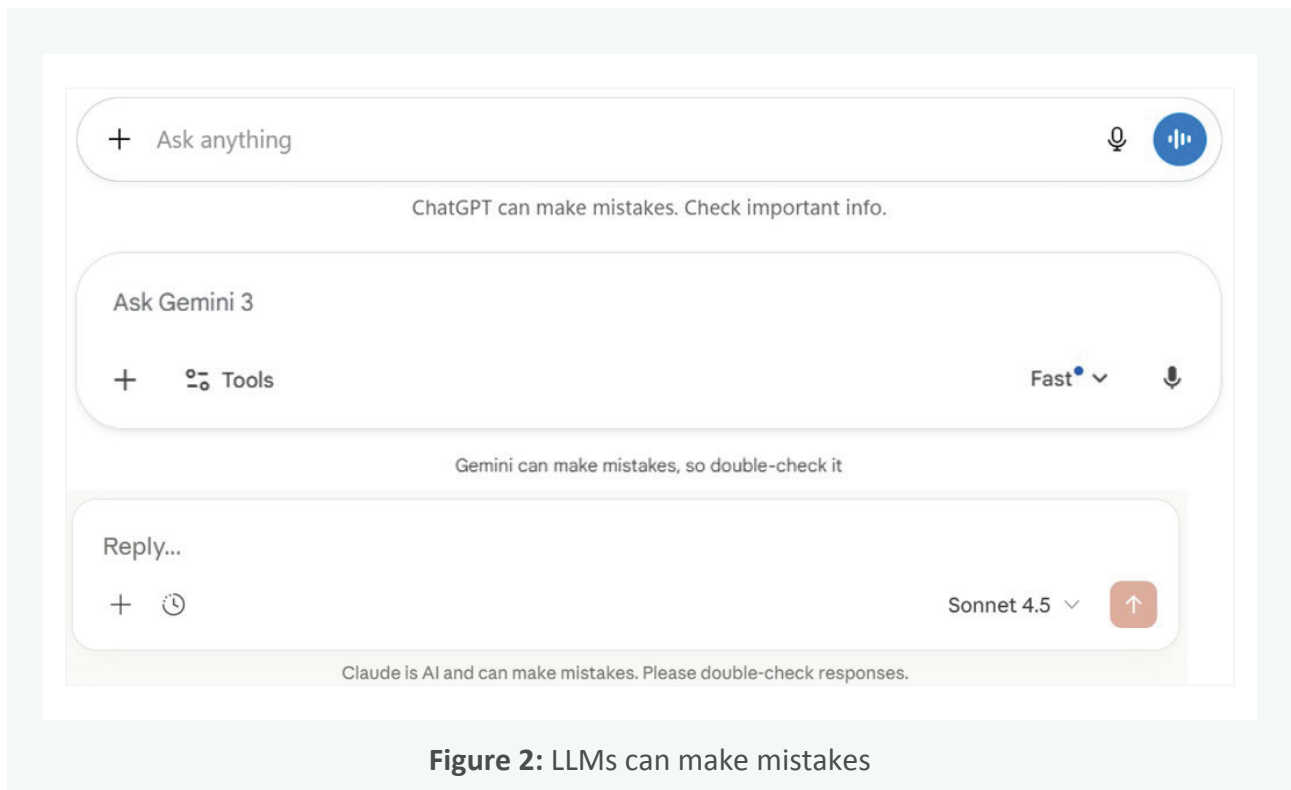 Ask anything
ChatGPT can make mistakes. Check important info.
Ask Gemini 3
Tools
Fast
Gemini can make mistakes, so double-check it
Reply...
Sonnet 4.5
Claude is AI and can make mistakes. Please double-check responses.
Figure 2: LLMs can make mistakes